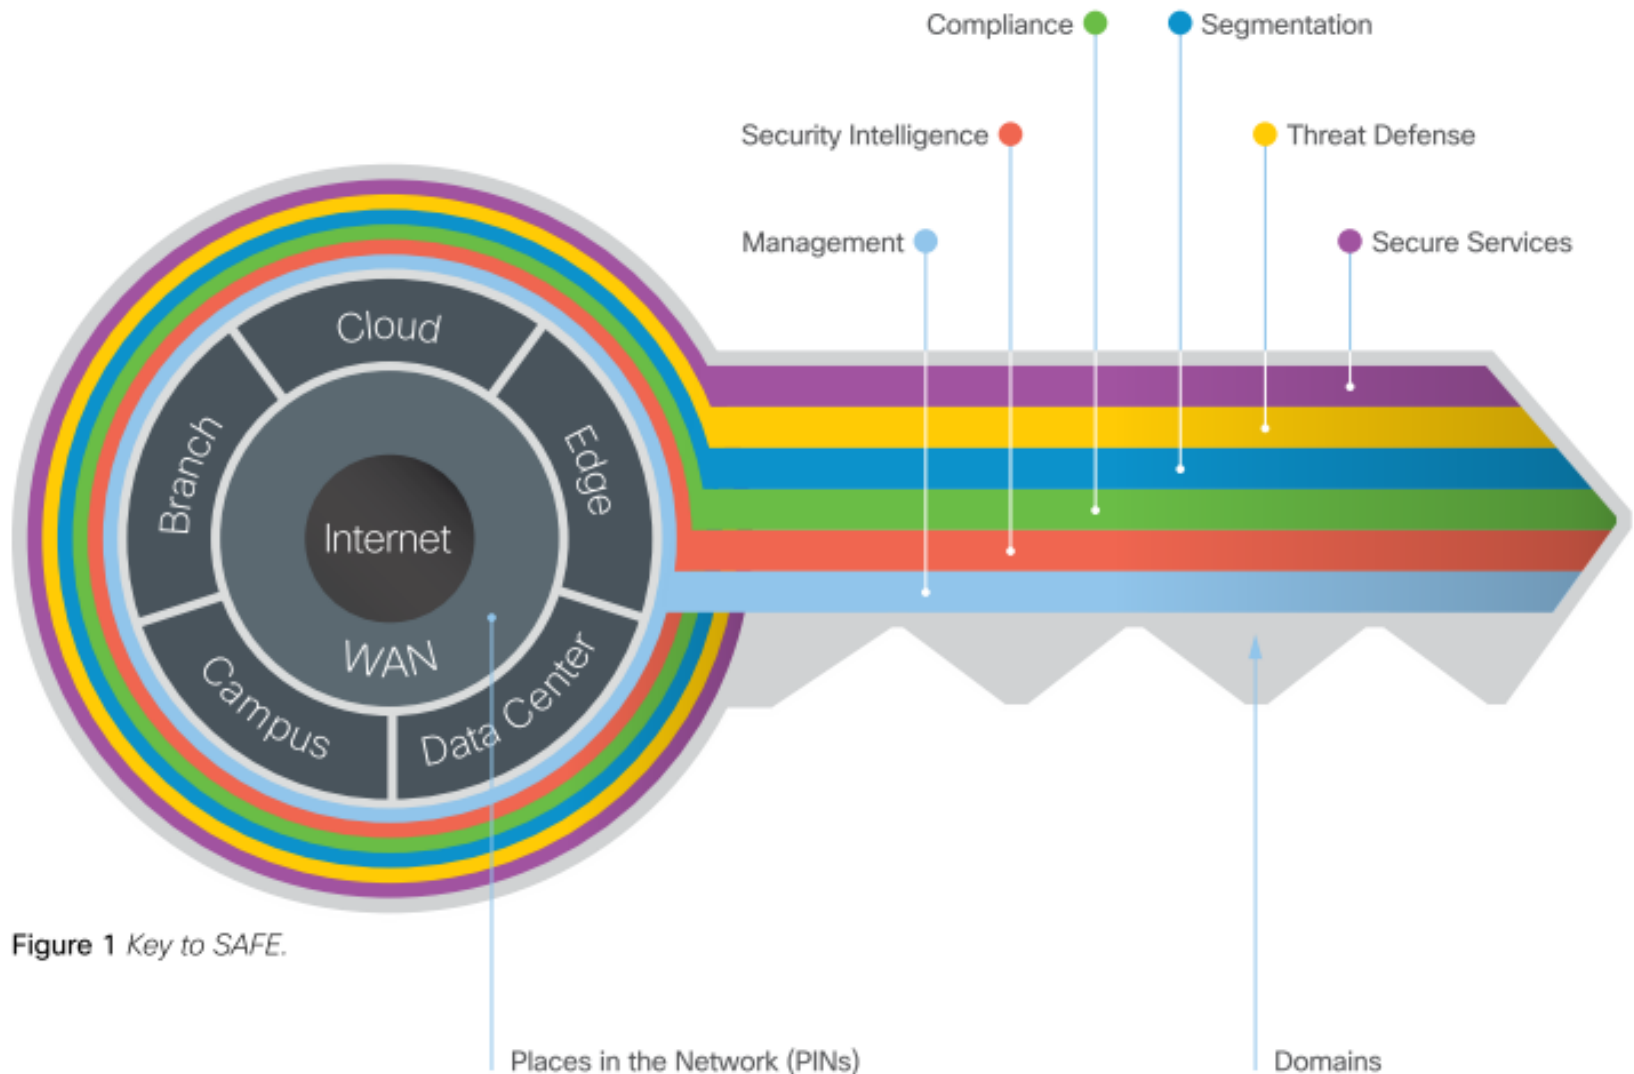 Compliance
Segmentation
Security Intelligence
Threat Defense
Management
Secure Services
Cloud
Branch
Edge
Internet
WAN
Campus
Data Center
Figure 1 Key to SAFE.
Places in the Network (PINs)
Domains